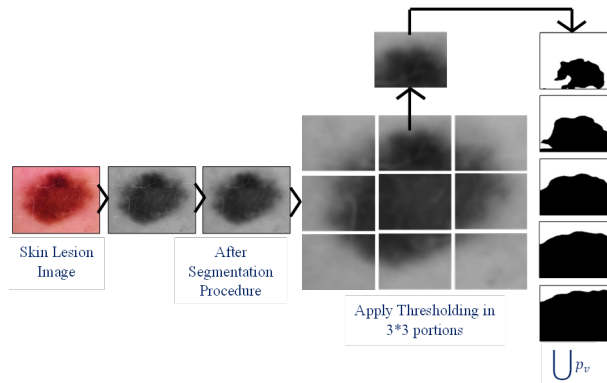 Skin Lesion
Image
After
Segmentation
Procedure
Apply Thresholding in
3*3 portions
⋃ p_v